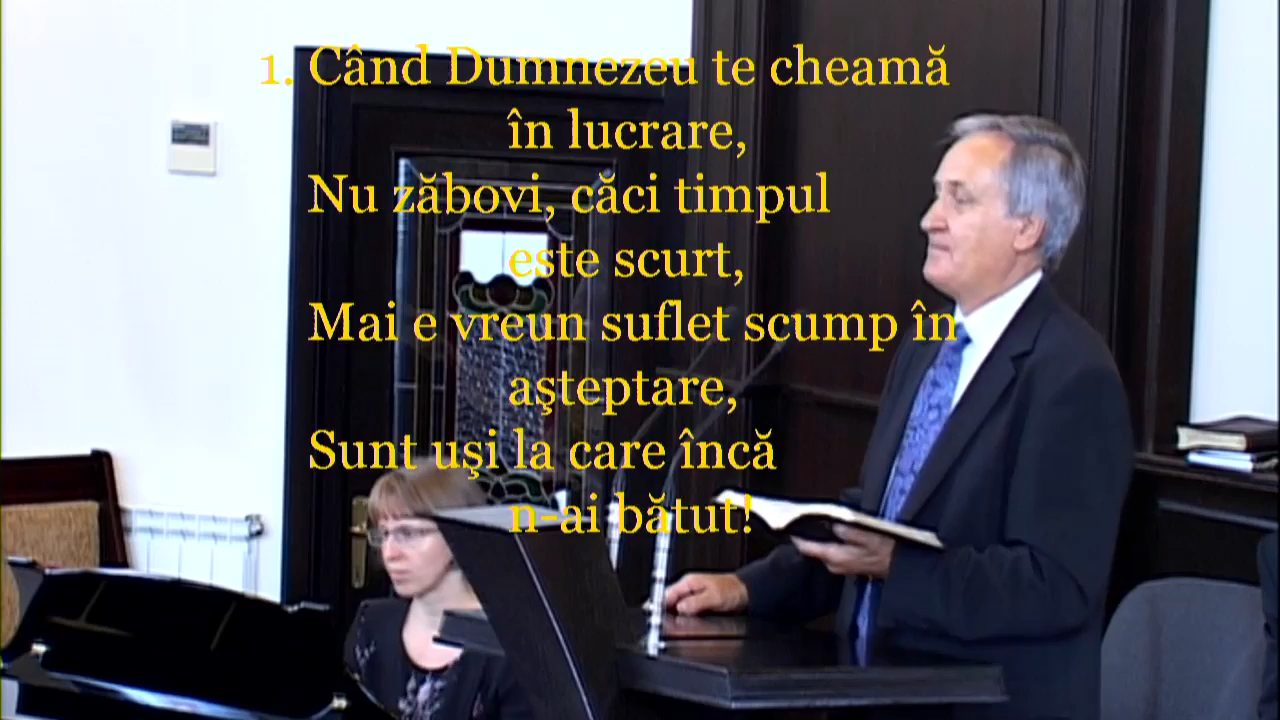 1. Când Dumnezeu te cheamă
în lucrare,
Nu zăbovi, căci timpul
este scurt,
Mai e vreun suflet scump în
aşteptare,
Sunt uşi la care încă
n-ai bătut!